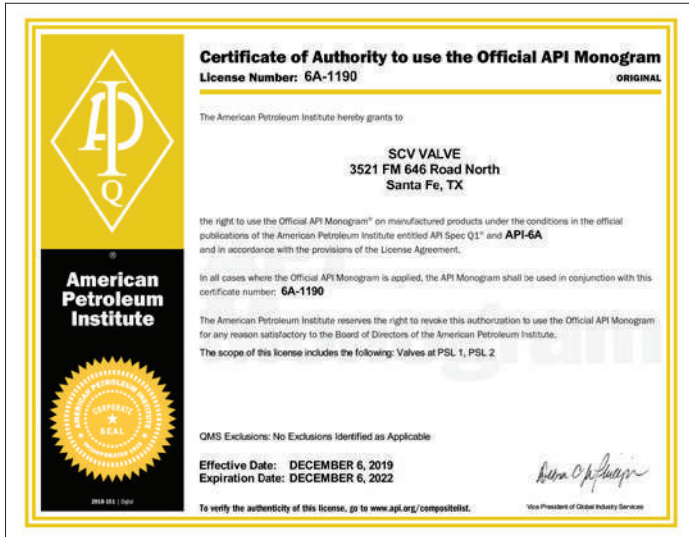 Certificate of Authority to use the Official API Monogram
License Number: 6A-1190
ORIGINAL
The American Petroleum Institute hereby grants to
SCV VALVE
3521 FM 646 Road North
Santa Fe, TX
the right to use the Official API Monogram® on manufactured products under the conditions in the official
publications of the American Petroleum Institute entitled API Spec Q1® and API-6A
and in accordance with the provisions of the License Agreement.
In all cases where the Official API Monogram is applied, the API Monogram shall be used in conjunction with this
certificate number: 6A-1190
The American Petroleum Institute reserves the right to revoke this authorization to use the Official API Monogram
for any reason satisfactory to the Board of Directors of the American Petroleum Institute.
The scope of this license includes the following: Valves at PSL 1, PSL 2
QMS Exclusions: No Exclusions Identified as Applicable
Effective Date: DECEMBER 6, 2019
Expiration Date: DECEMBER 6, 2022
To verify the authenticity of this license, go to www.api.org/compositelist.
Vice President of Global Industry Services
API
Q
®
American
Petroleum
Institute
AMERICAN PETROLEUM INSTITUTE
CORPORATE
SEAL
INCORPORATED
2019-151 | Digital